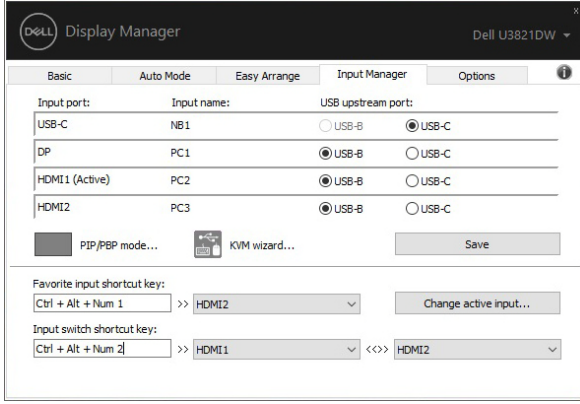 DELL Display Manager
Dell U3821DW
Basic Auto Mode Easy Arrange Input Manager Options
Input port: Input name: USB upstream port:
USB-C NB1 USB-B USB-C
DP PC1 USB-B USB-C
HDMI1 (Active) PC2 USB-B USB-C
HDMI2 PC3 USB-B USB-C
PIP/PBP mode... KVM wizard... Save
Favorite input shortcut key:
Ctrl + Alt + Num 1 >> HDMI2 Change active input...
Input switch shortcut key:
Ctrl + Alt + Num 2 >> HDMI1 <<>> HDMI2